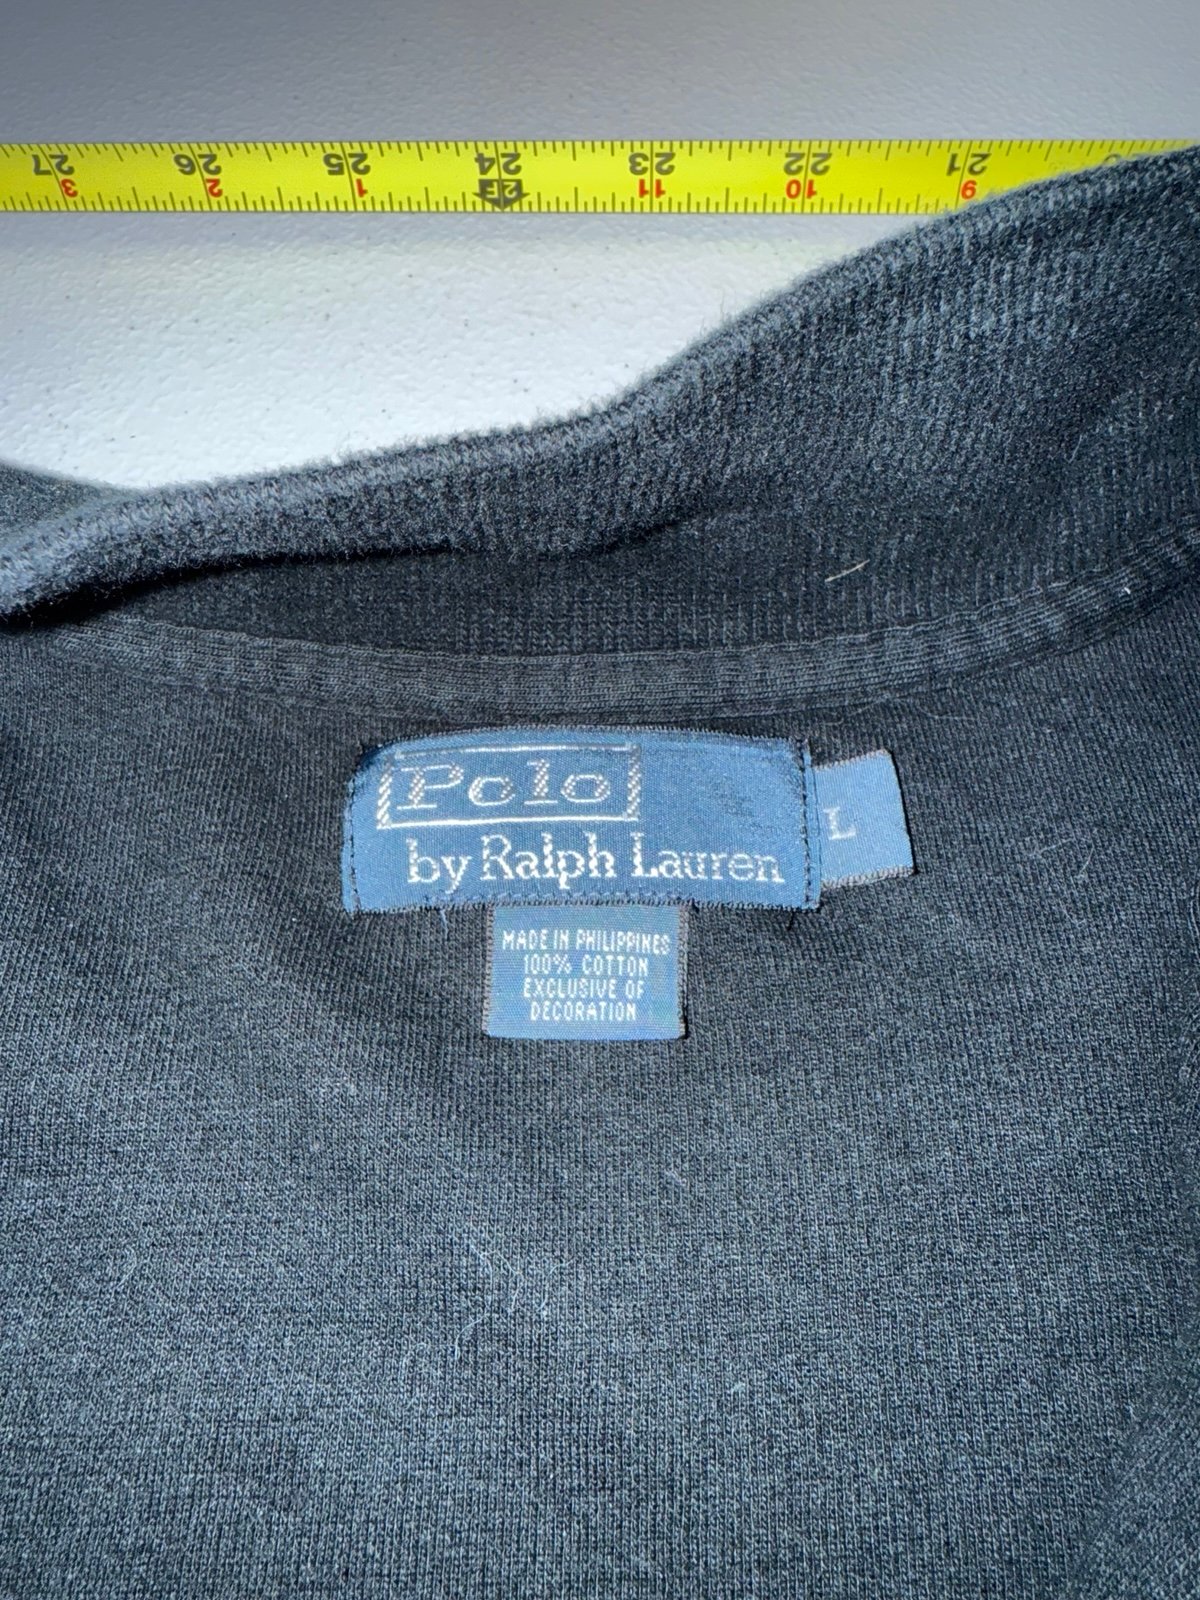 27 26 25 24 23 22 21
3 2 1 2F 11 10 9
Polo
by Ralph Lauren
L
MADE IN PHILIPPINES
100% COTTON
EXCLUSIVE OF
DECORATION